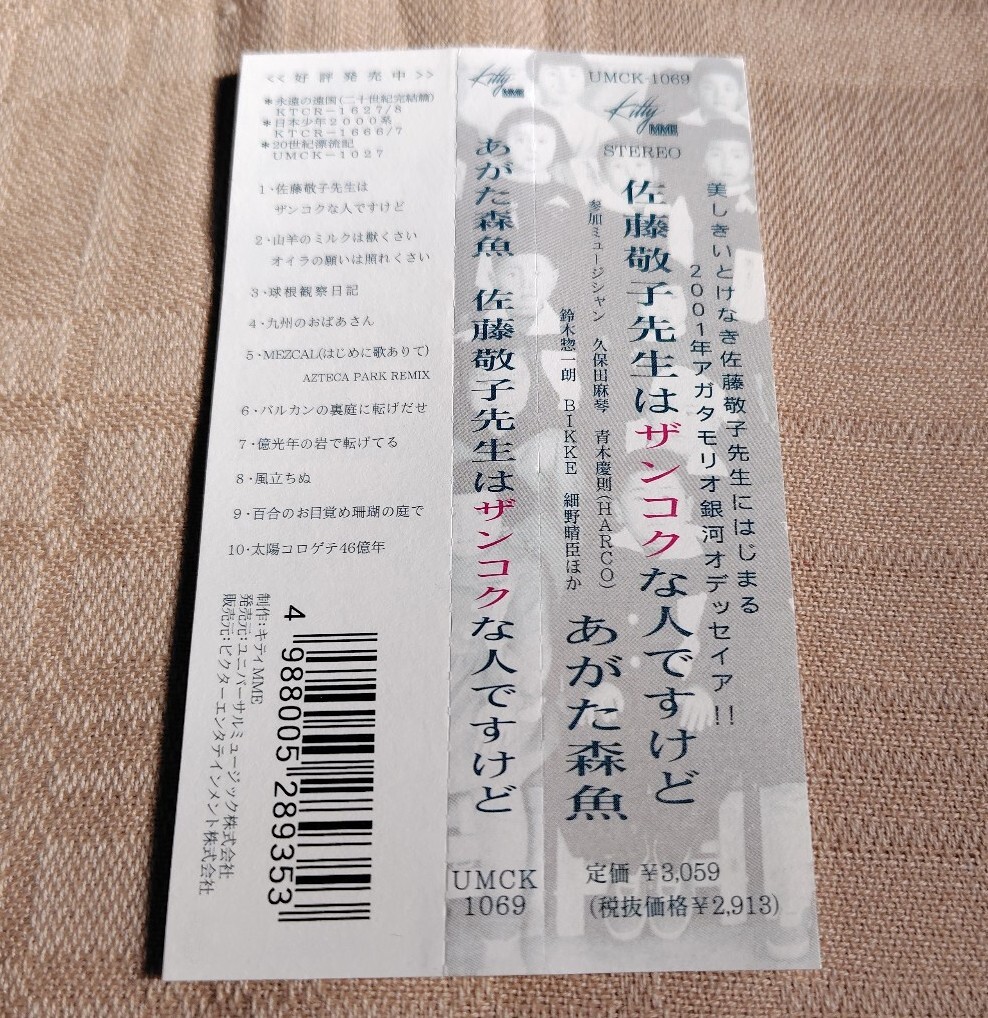 << 好評発売中 >>
*永遠の遠国(二十世紀完結篇)
KTCR-1627/8
*日本少年2000系
KTCR-1666/7
*20世紀漂流記
UMCK-1027
1・佐藤敬子先生は
ザンコクな人ですけど
2・山羊のミルクは獣くさい
オイラの願いは照れくさい
3・球根観察日記
4・九州のおばあさん
5・MEZCAL(はじめに歌ありて)
AZTECA PARK REMIX
6・バルカンの裏庭に転げだせ
7・億光年の岩で転げてる
8・風立ちぬ
9・百合のお目覚め珊瑚の庭で
10・太陽コロゲテ46億年
制作:キティMME
発売元:ユニバーサルミュージック株式会社
販売元:ビクターエンタテインメント株式会社
4 988005 289353
Kitty MME
あがた森魚 佐藤敬子先生はザンコクな人ですけど
UMCK
1069
UMCK-1069
Kitty MME
STEREO
美しきいとけなき佐藤敬子先生にはじまる
2001年アガタモリオ銀河オデッセイア!!
佐藤敬子先生はザンコクな人ですけど
参加ミュージシャン 久保田麻琴 青木慶則(HARCO)
鈴木惣一朗 BIKKE 細野晴臣ほか
あがた森魚
定価 ¥3,059
(税抜価格¥2,913)